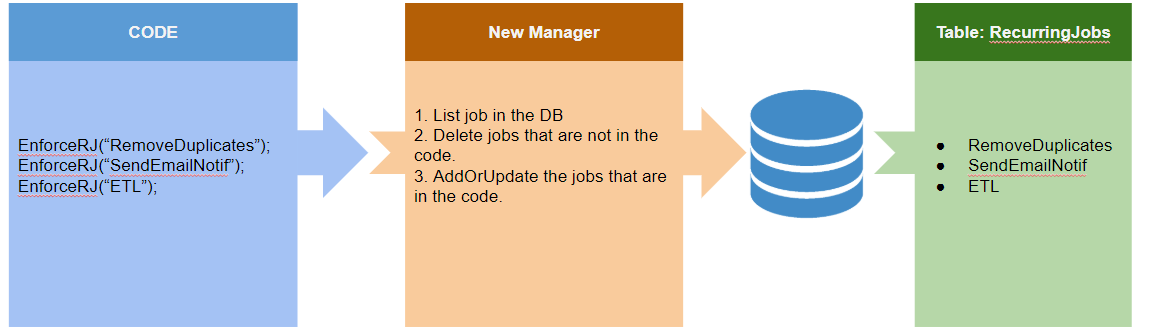 CODE
EnforceRJ(“RemoveDuplicates”);
EnforceRJ(“SendEmailNotif”);
EnforceRJ(“ETL”);
New Manager
1. List job in the DB
2. Delete jobs that are not in the
code.
3. AddOrUpdate the jobs that are
in the code.
Table: RecurringJobs
● RemoveDuplicates
● SendEmailNotif
● ETL